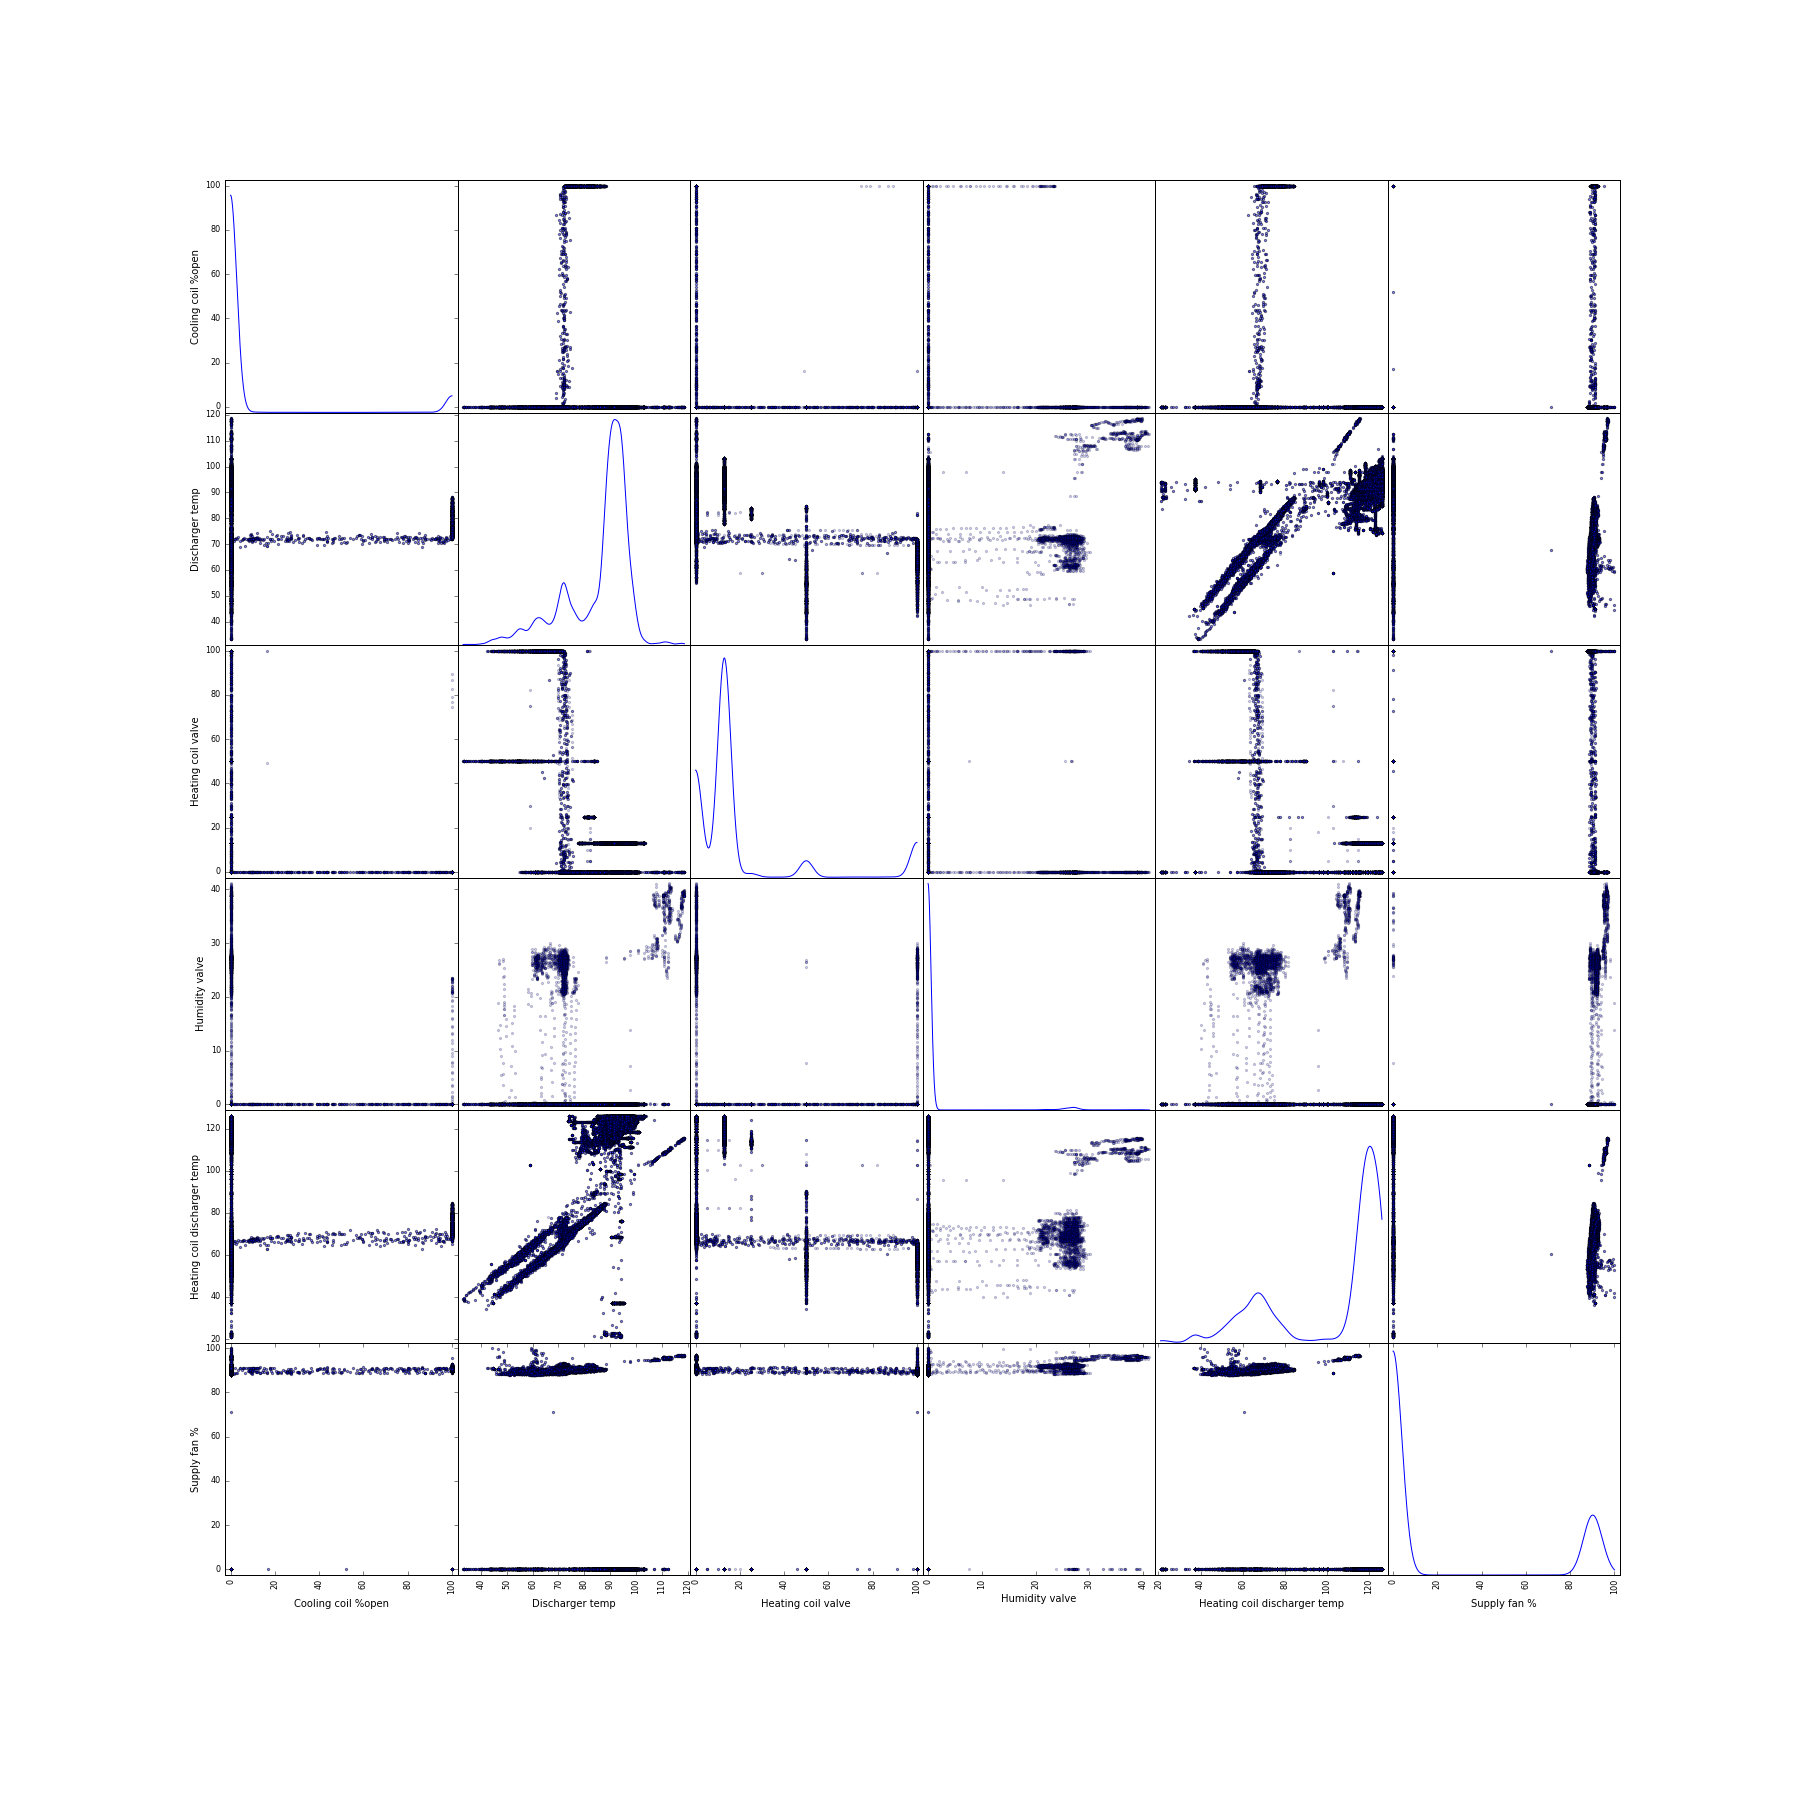 100
80
60
40
20
0
Cooling coil %open
120
110
100
90
80
70
60
50
40
Discharger temp
100
80
60
40
20
0
Heating coil valve
40
30
20
10
0
Humidity valve
120
100
80
60
40
20
Heating coil discharger temp
100
80
60
40
20
0
Supply fan %
0 20 40 60 80 100
40 50 60 70 80 90 100 110 120
0 20 40 60 80 100
0 10 20 30 40
20 40 60 80 100 120
0 20 40 60 80 100
Cooling coil %open
Discharger temp
Heating coil valve
Humidity valve
Heating coil discharger temp
Supply fan %